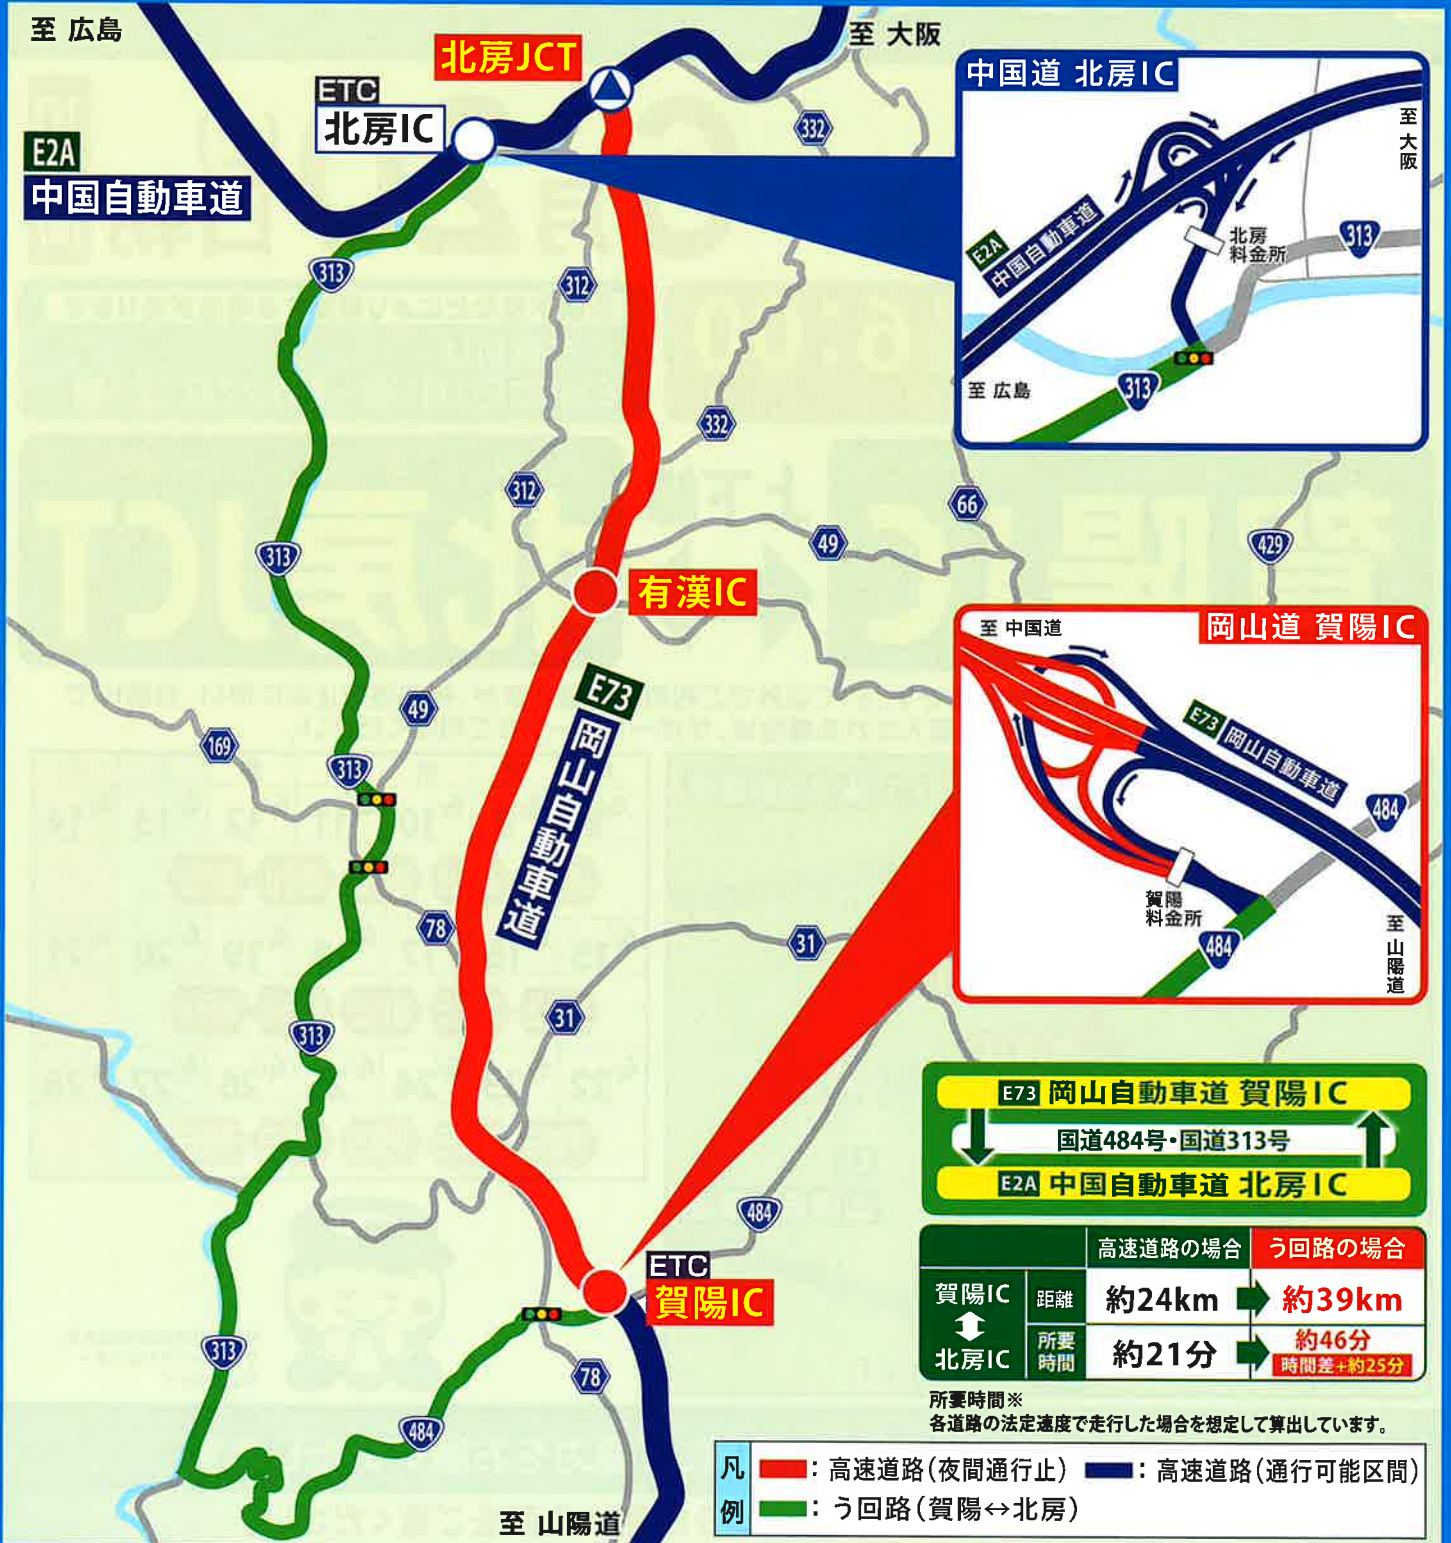 至 広島
北房JCT
至 大阪
ETC
北房IC
E2A
中国自動車道
332
313
312
332
312
313
49
66
429
有漢IC
E73
岡山自動車道
49
169
313
78
31
31
313
484
ETC
賀陽IC
313
78
484
至 山陽道
中国道 北房IC
至 大阪
E2A
中国自動車道
北房
料金所
313
至 広島
313
岡山道 賀陽IC
至 中国道
E73
岡山自動車道
484
賀陽
料金所
484
至 山陽道
E73 岡山自動車道 賀陽IC
国道484号・国道313号
E2A 中国自動車道 北房IC
高速道路の場合 う回路の場合
賀陽IC
北房IC
距離 約24km 約39km
所要
時間 約21分 約46分
時間差+約25分
所要時間※
各道路の法定速度で走行した場合を想定して算出しています。
凡例
:高速道路(夜間通行止) :高速道路(通行可能区間)
:う回路(賀陽↔北房)